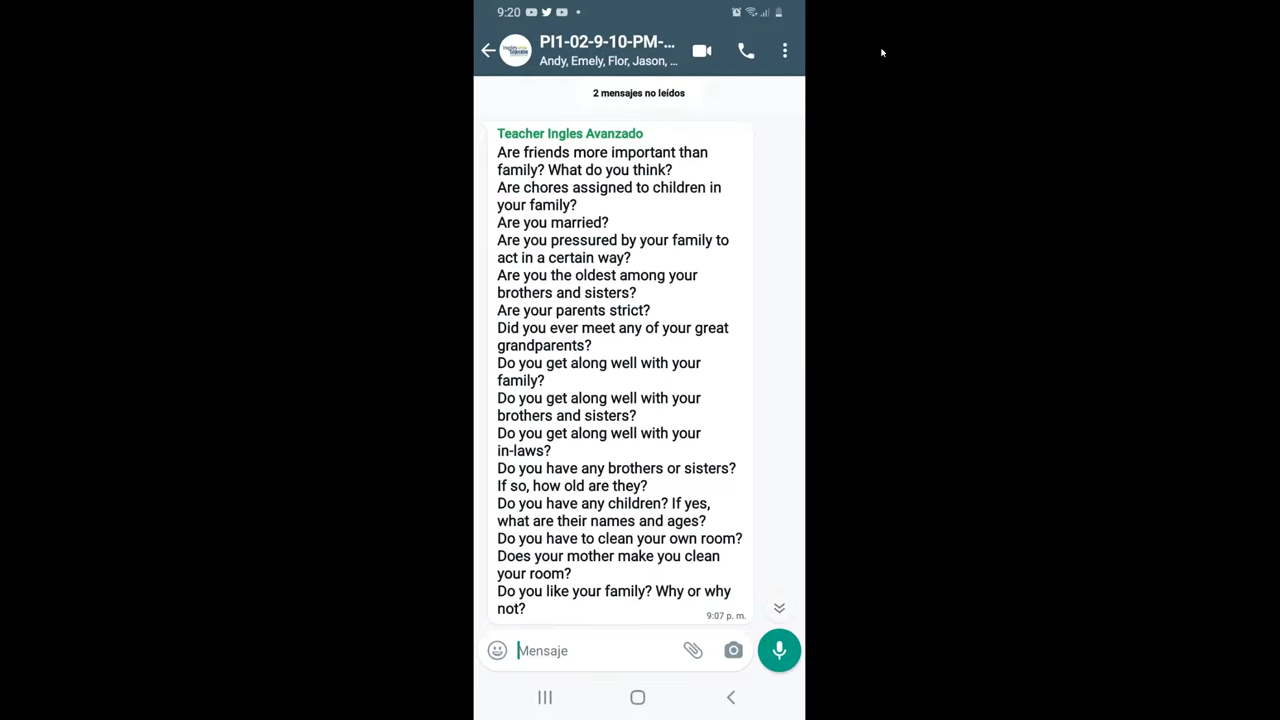 9:20
PI1-02-9-10-PM-...
Andy, Emely, Flor, Jason, ...
2 mensajes no leídos
Teacher Ingles Avanzado
Are friends more important than
family? What do you think?
Are chores assigned to children in
your family?
Are you married?
Are you pressured by your family to
act in a certain way?
Are you the oldest among your
brothers and sisters?
Are your parents strict?
Did you ever meet any of your great
grandparents?
Do you get along well with your
family?
Do you get along well with your
brothers and sisters?
Do you get along well with your
in-laws?
Do you have any brothers or sisters?
If so, how old are they?
Do you have any children? If yes,
what are their names and ages?
Do you have to clean your own room?
Does your mother make you clean
your room?
Do you like your family? Why or why
not?
9:07 p. m.
Mensaje